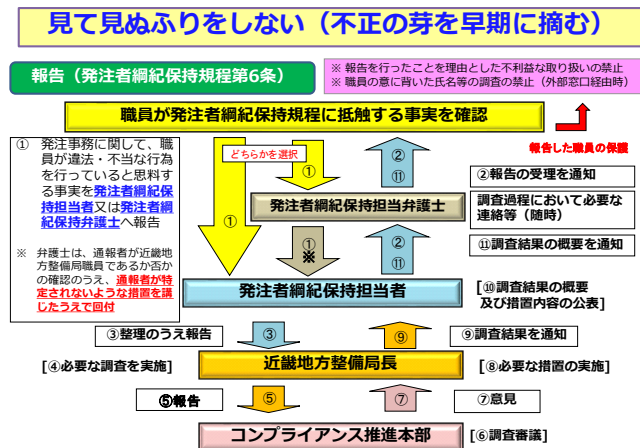 見て見ぬふりをしない（不正の芽を早期に摘む）
報告（発注者綱紀保持規程第6条）
※ 報告を行ったことを理由とした不利益な取り扱いの禁止
※ 職員の意に背いた氏名等の調査の禁止（外部窓口経由時）
職員が発注者綱紀保持規程に抵触する事実を確認
報告した職員の保護
① 発注事務に関して、職
員が違法・不当な行為
を行っていると思料す
る事実を発注者綱紀保
持担当者又は発注者綱
紀保持弁護士へ報告
※ 弁護士は、通報者が近畿地
方整備局職員であるか否か
の確認のうえ、通報者が特
定されないような措置を講
じたうえで回付
どちらかを選択
①
①
②
⑪
②報告の受理を通知
発注者綱紀保持担当弁護士
調査過程において必要な
連絡等（随時）
①
※
②
⑪
⑪調査結果の概要を通知
発注者綱紀保持担当者
[⑩調査結果の概要
及び措置内容の公表]
③整理のうえ報告
③
⑨
⑨調査結果を通知
[④必要な調査を実施]
近畿地方整備局長
[⑧必要な措置の実施]
⑤報告
⑤
⑦
⑦意見
コンプライアンス推進本部
[⑥調査審議]